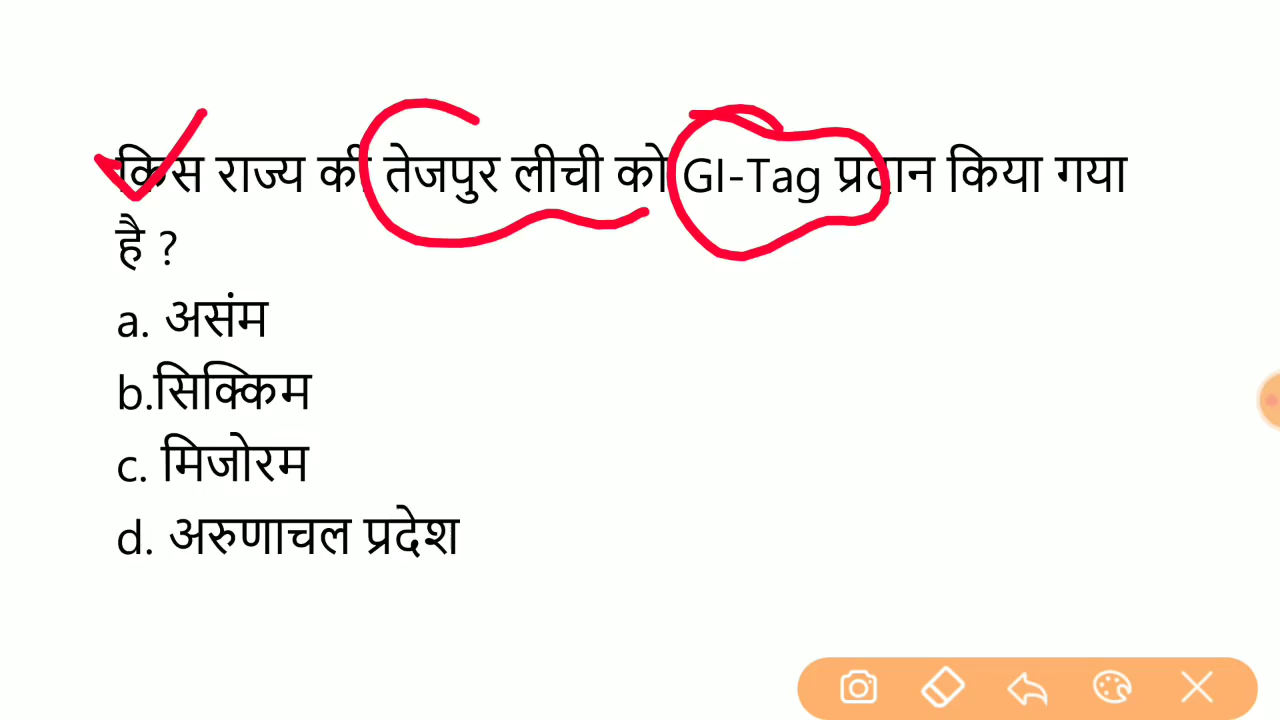 किस राज्य की तेजपुर लीची को GI-Tag प्रदान किया गया
है ?
a. असंम
b.सिक्किम
c. मिजोरम
d. अरुणाचल प्रदेश